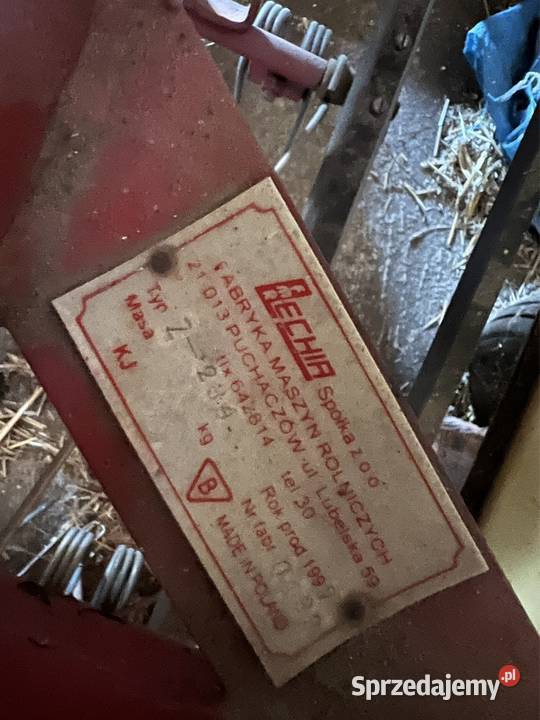 LECHIA Spółka z.o.o
FABRYKA MASZYN ROLNICZYCH
21-013 PUCHACZÓW ul Lubelska 59
tlx 642814 tel 30
Typ Z-
Rok prod 199
Masa kg
Nr fabr
KJ B MADE IN POLAND
Sprzedajemy.pl